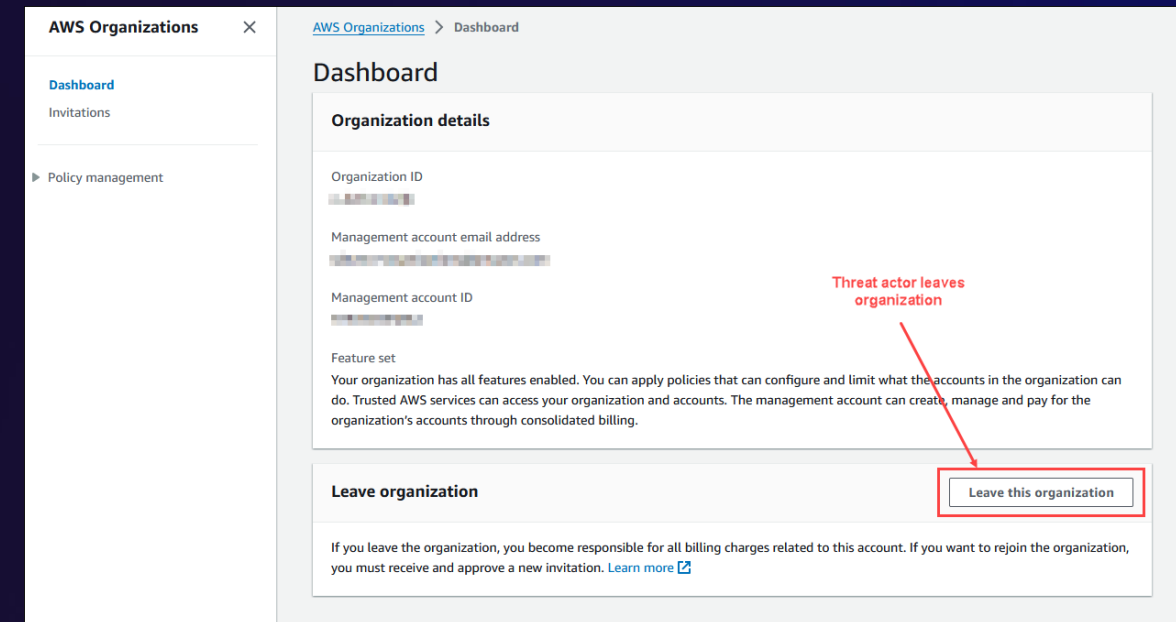 AWS Organizations
Dashboard
Invitations
Policy management
AWS Organizations > Dashboard
Dashboard
Organization details
Organization ID
Management account email address
Management account ID
Feature set
Your organization has all features enabled. You can apply policies that can configure and limit what the accounts in the organization can
do. Trusted AWS services can access your organization and accounts. The management account can create, manage and pay for the
organization's accounts through consolidated billing.
Threat actor leaves
organization
Leave organization
Leave this organization
If you leave the organization, you become responsible for all billing charges related to this account. If you want to rejoin the organization,
you must receive and approve a new invitation. Learn more